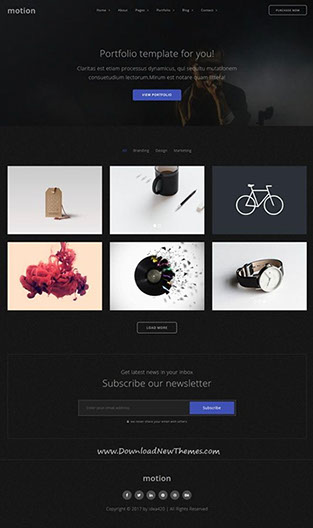 motion
Home About Pages Portfolio Blog Contact
PURCHASE NOW
Portfolio template for you!
Claritas est etiam processus dynamicus, qui sequitur mutationem
consuetudium lectorum.Mirum est notare quam littera!
VIEW PORTFOLIO
All Branding Design Marketing
LOAD MORE
Get latest news in your inbox
Subscribe our newsletter
Enter your email address
Subscribe
www.DownloadNewThemes.com
motion
Copyright © 2017 by | All Rights Reserved